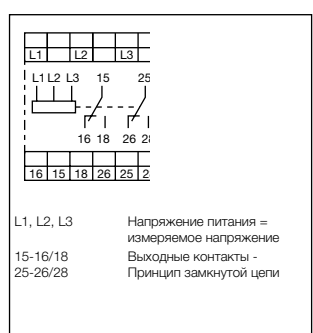 L1 L2 L3
L1 L2 L3 15 25
16 18 26
16 15 18 26 25
L1, L2, L3 Напряжение питания =
измеряемое напряжение
15-16/18 Выходные контакты -
25-26/28 Принцип замкнутой цепи